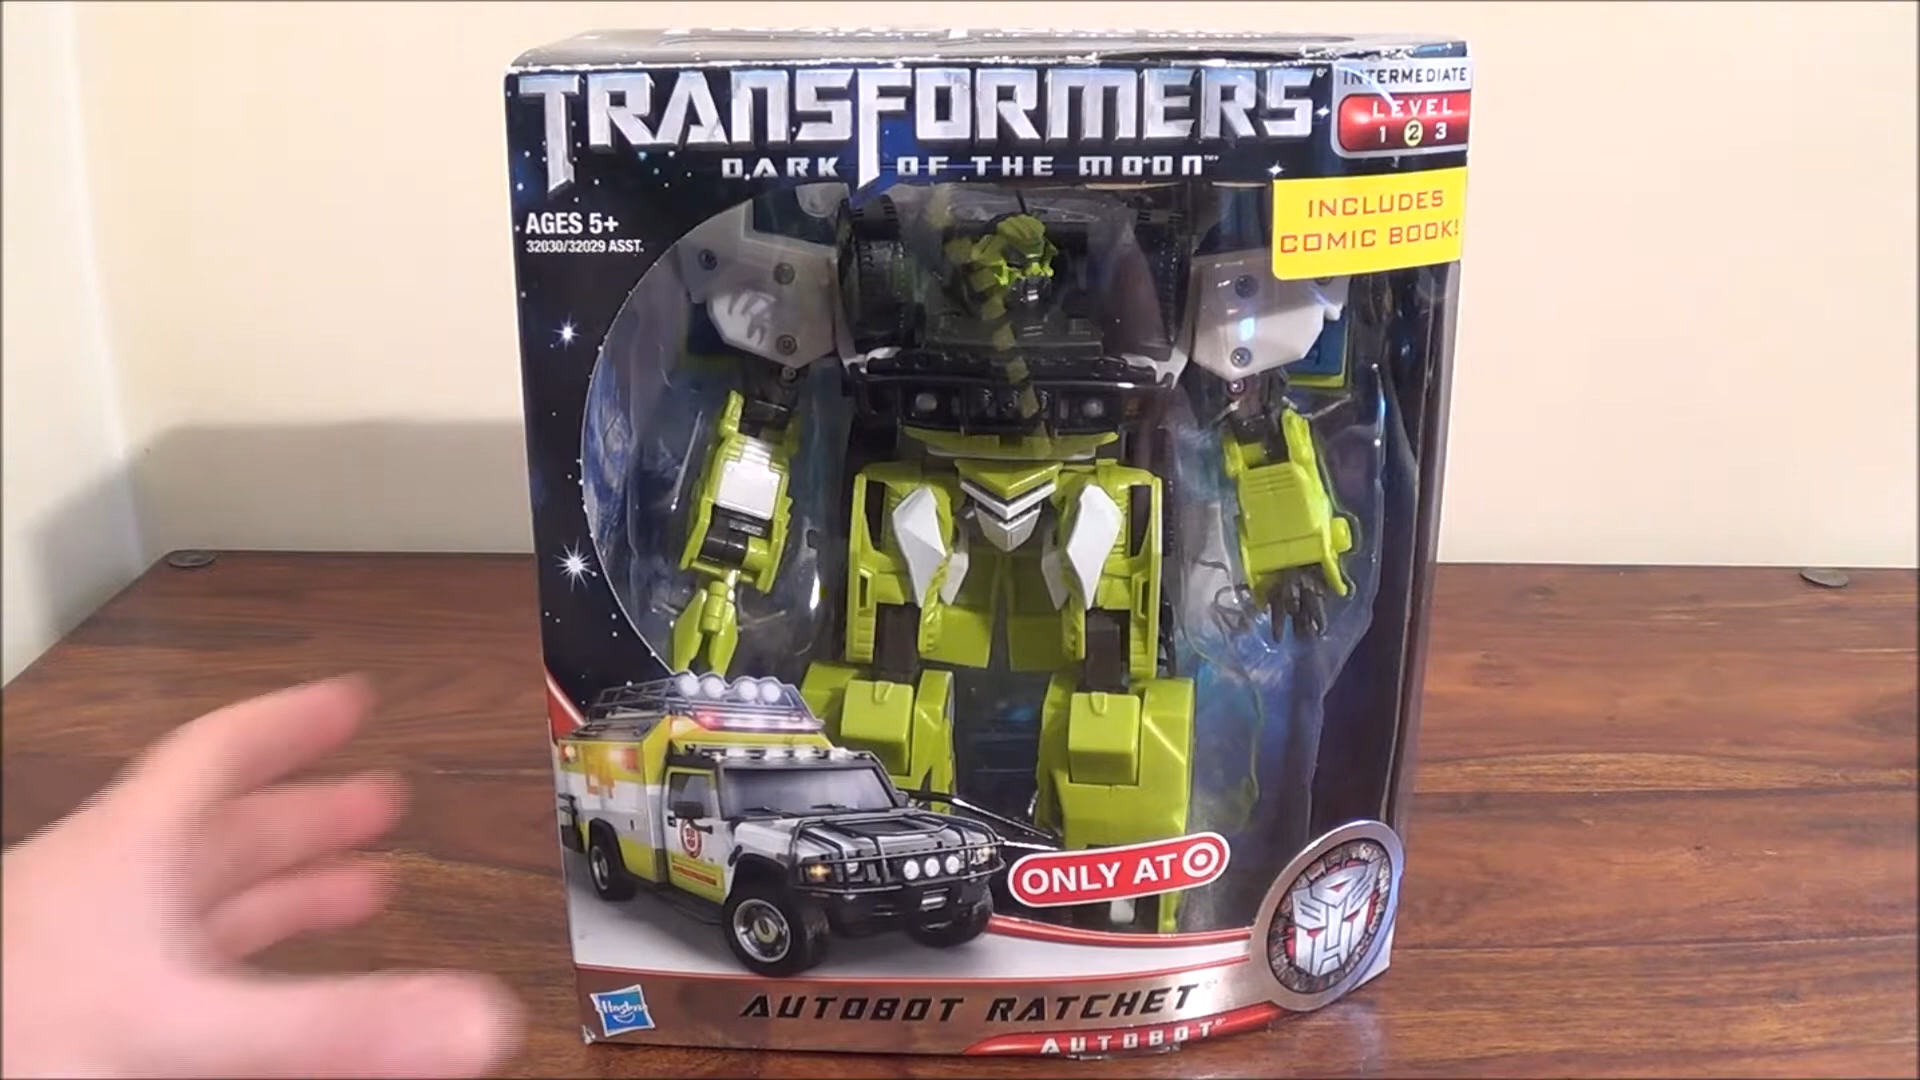 TRANSFORMERS
DARK OF THE MOON™
INTERMEDIATE
LEVEL
1 2 3
INCLUDES
COMIC BOOK!
AGES 5+
32030/32029 ASST.
ONLY AT
Hasbro
AUTOBOT RATCHET
AUTOBOT